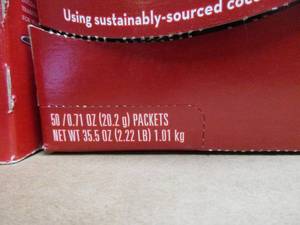 Using sustainably-sourced
50 / 0.71 OZ (20.2 g) PACKETS
NET WT 35.5 OZ (2.22 LB) 1.01 kg